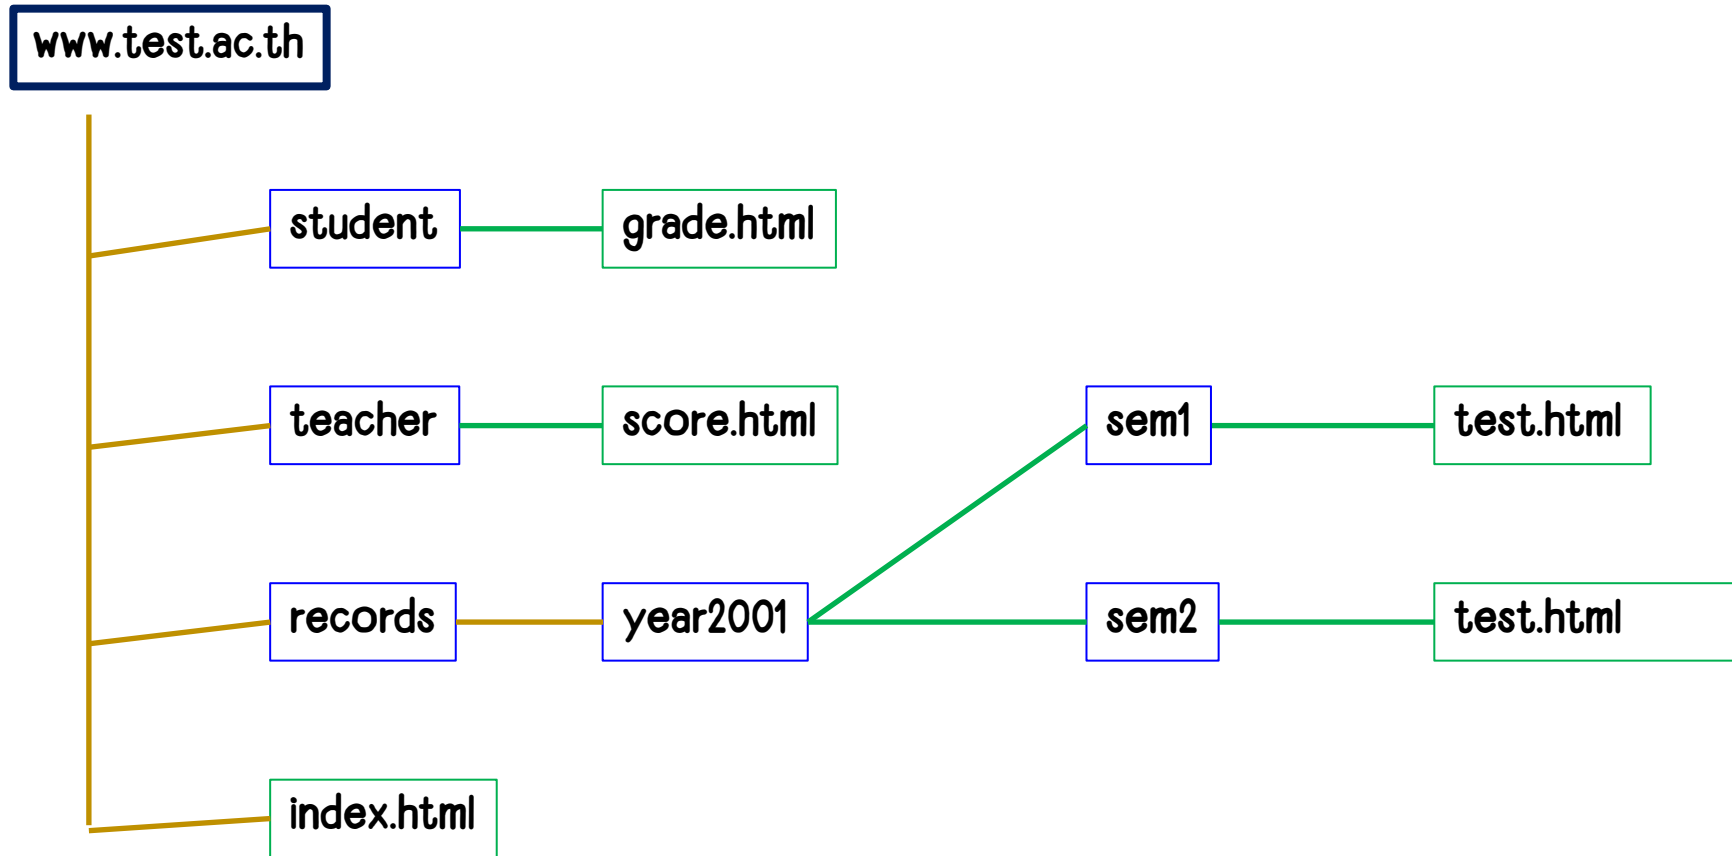 www.test.ac.th
student
grade.html
teacher
score.html
sem1
test.html
records
year2001
sem2
test.html
index.html